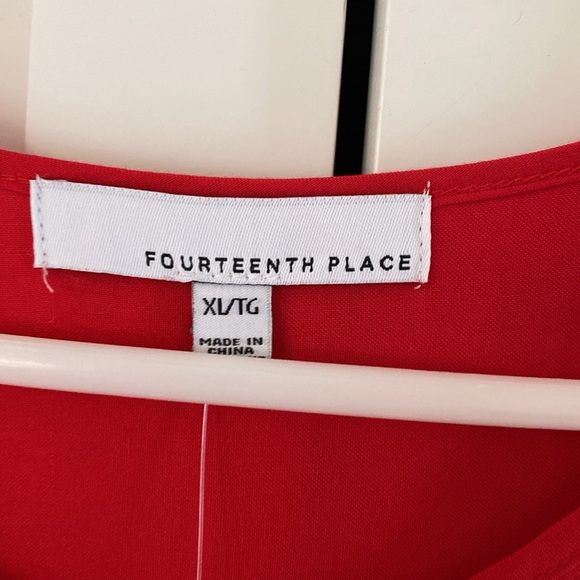 FOURTEENTH PLACE
XL/TG
MADE IN
CHINA